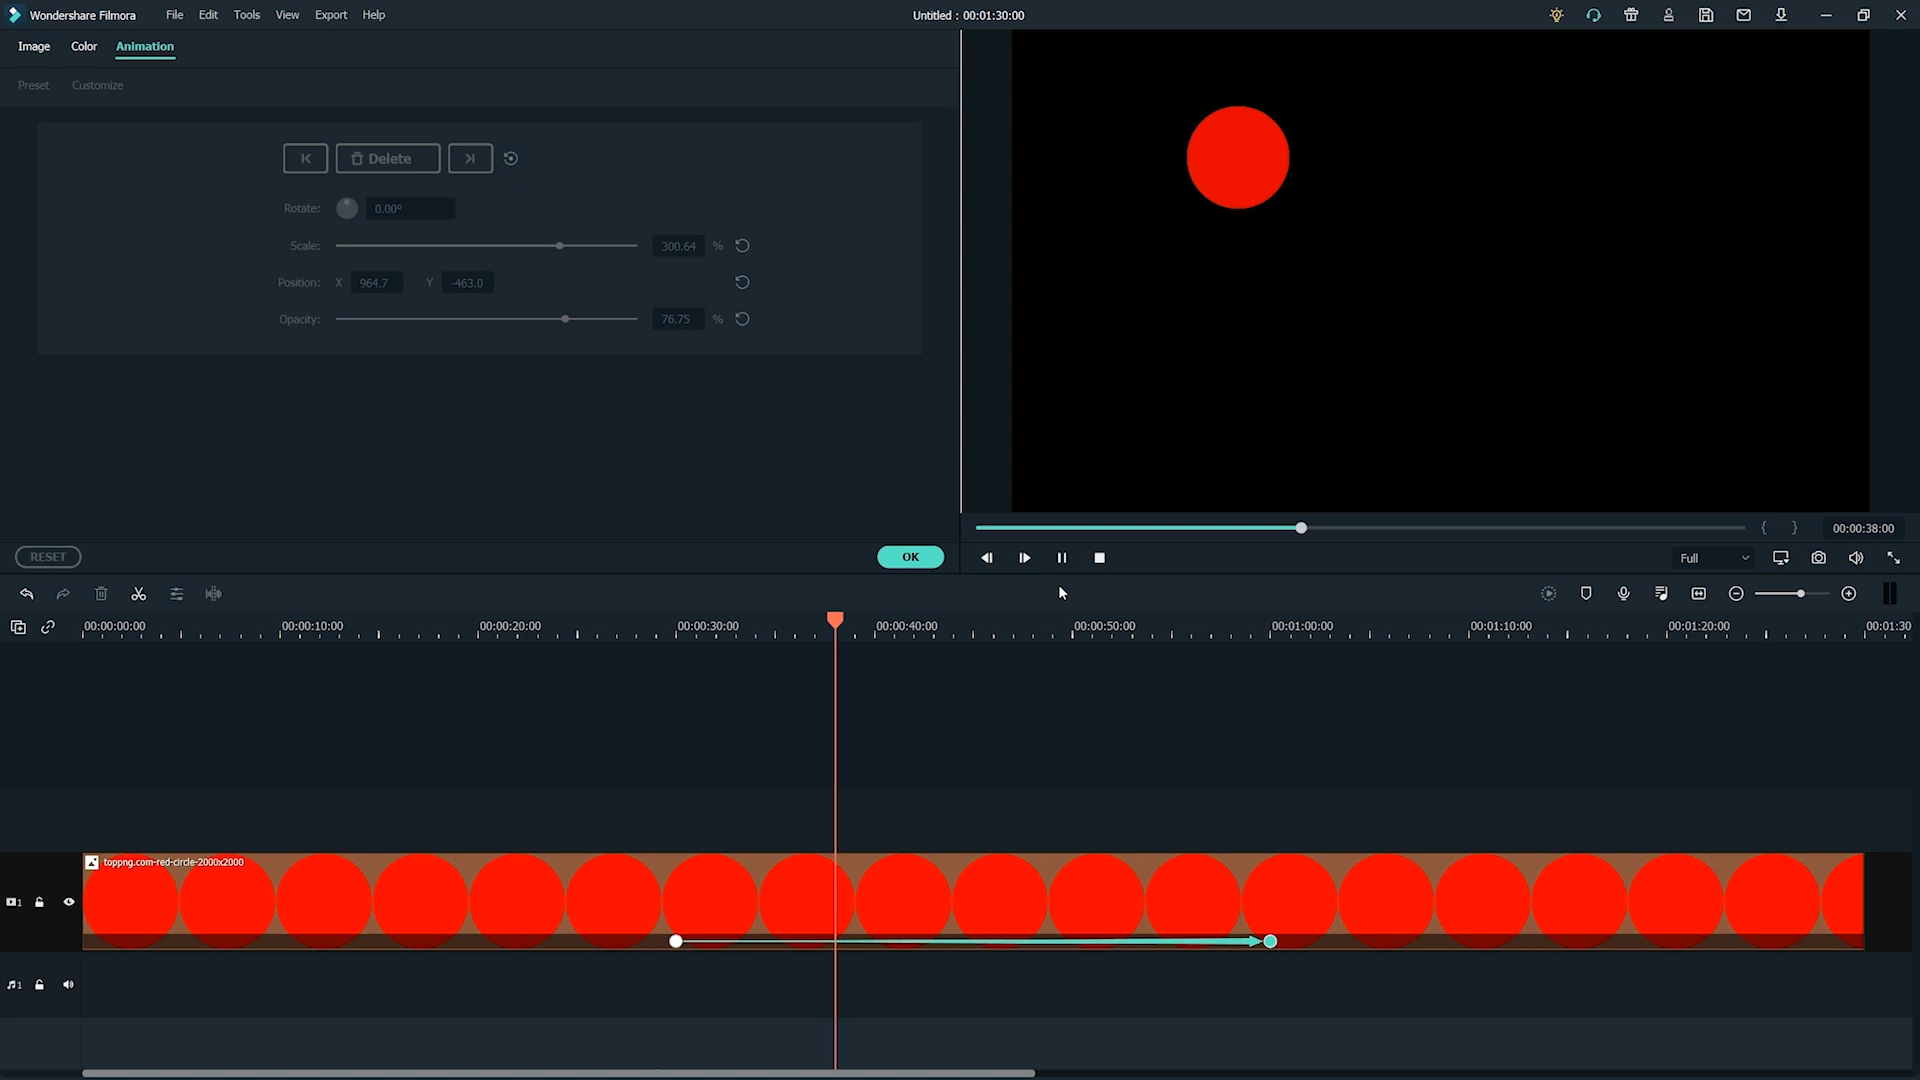 Wondershare Filmora File Edit Tools View Export Help Untitled : 00:01:30:00
Image Color Animation
Preset Customize
Delete
Rotate: 0.00°
Scale: 300.64 %
Position: X 964.7 Y -463.0
Opacity: 76.75 %
{ } 00:00:38:00
RESET OK Full
00:00:00:00 00:00:10:00 00:00:20:00 00:00:30:00 00:00:40:00 00:00:50:00 00:01:00:00 00:01:10:00 00:01:20:00 00:01:30
toppng.com-red-circle-2000x2000
1
1